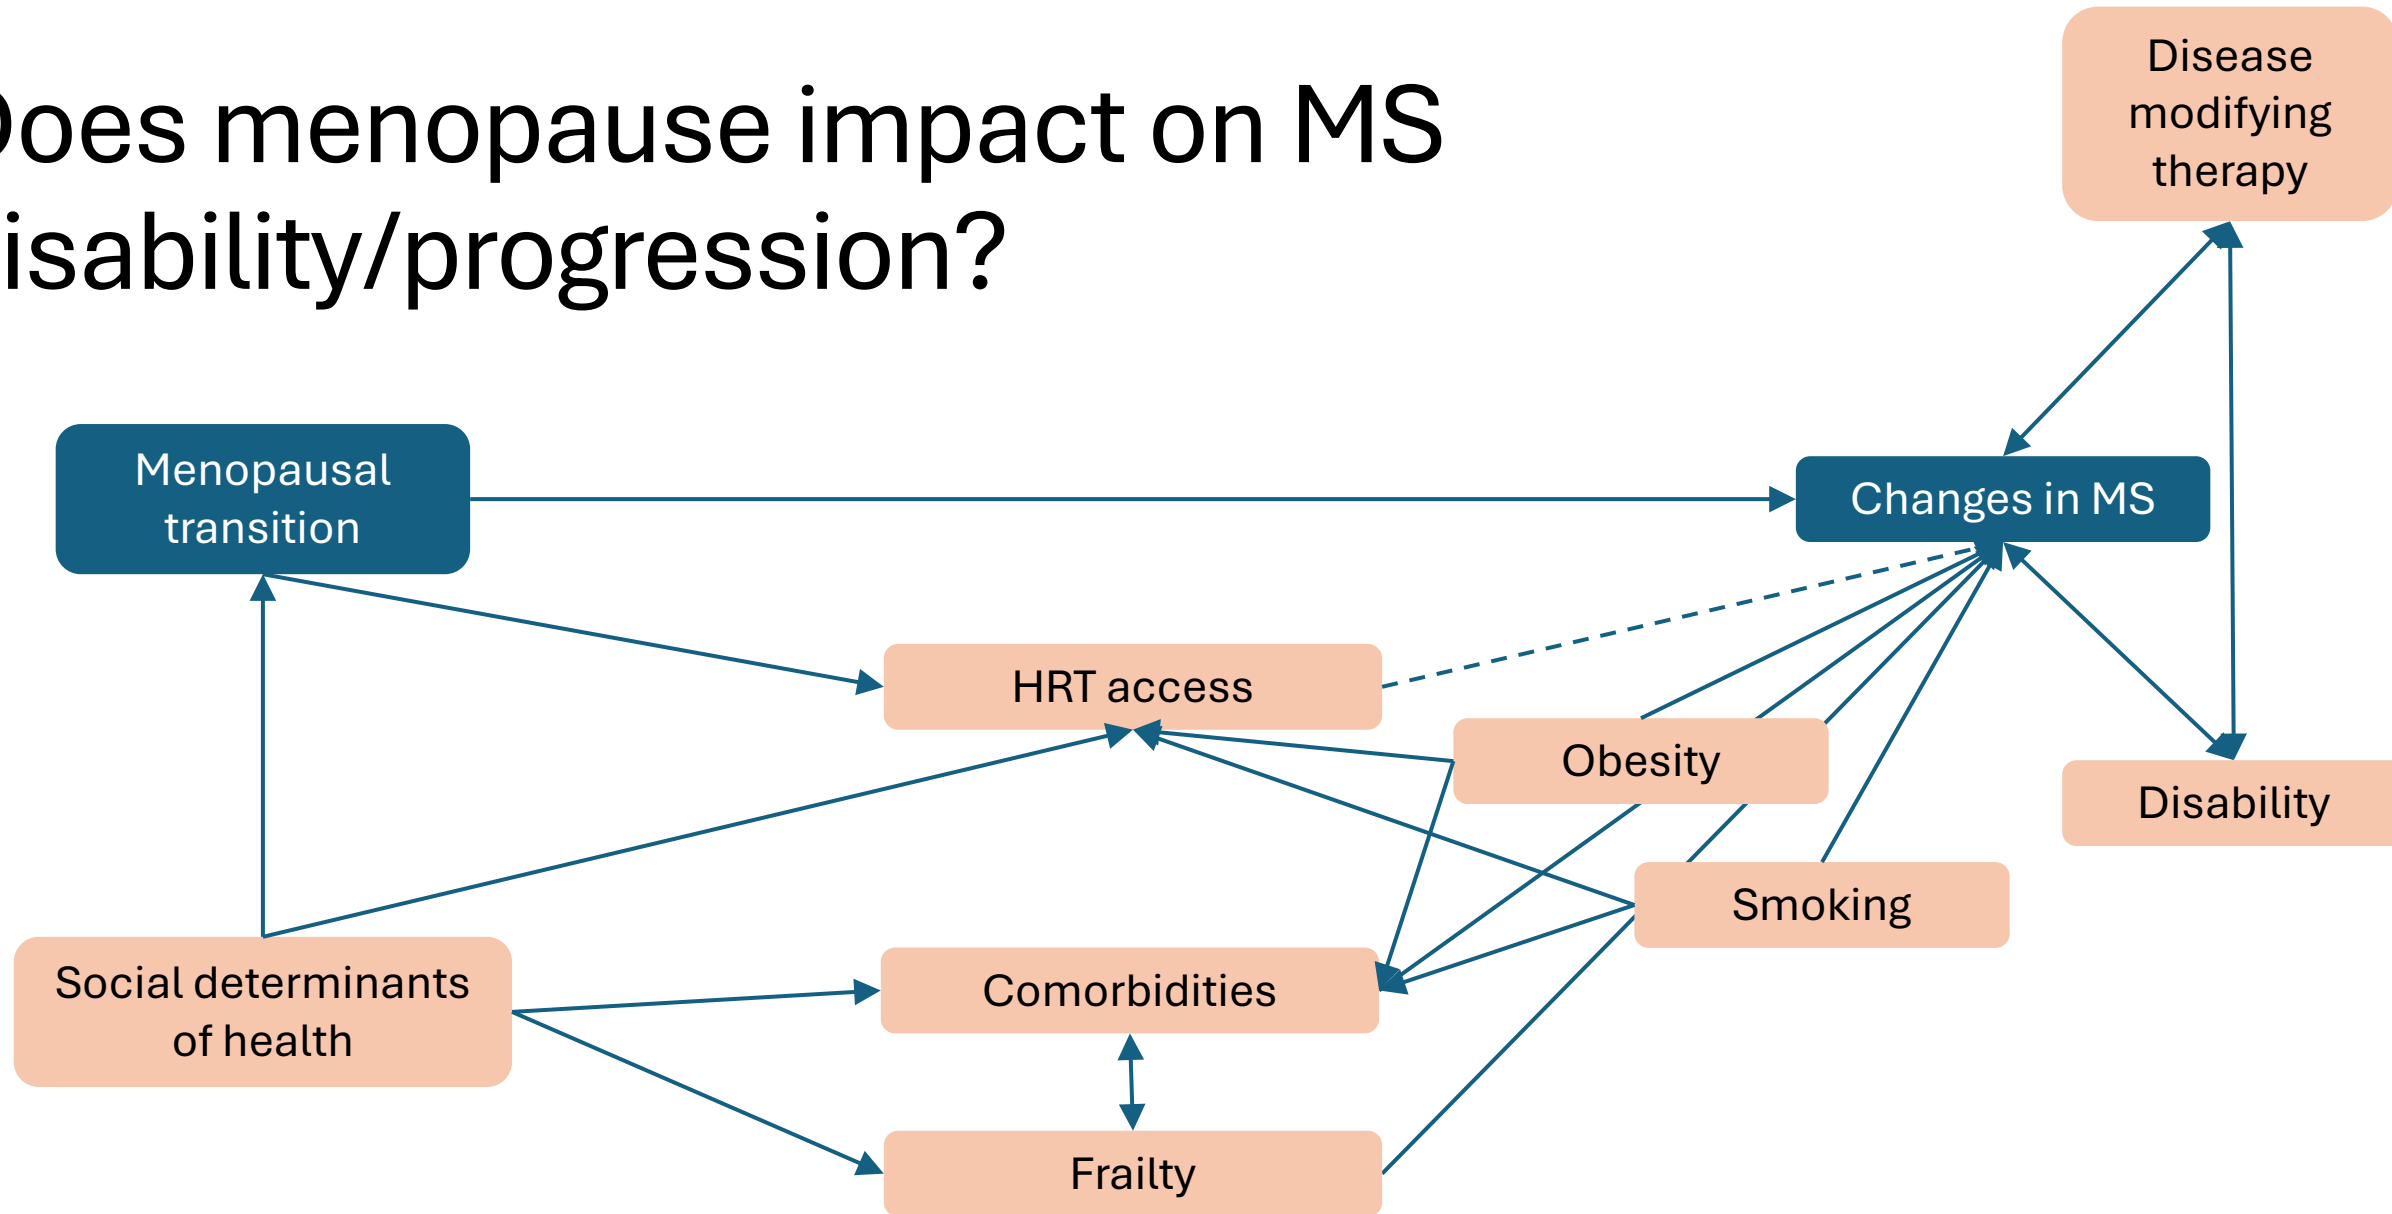 Does menopause impact on MS
isability/progression?
Disease
modifying
therapy
Menopausal
transition
Changes in MS
HRT access
Obesity
Disability
Smoking
Social determinants
of health
Comorbidities
Frailty